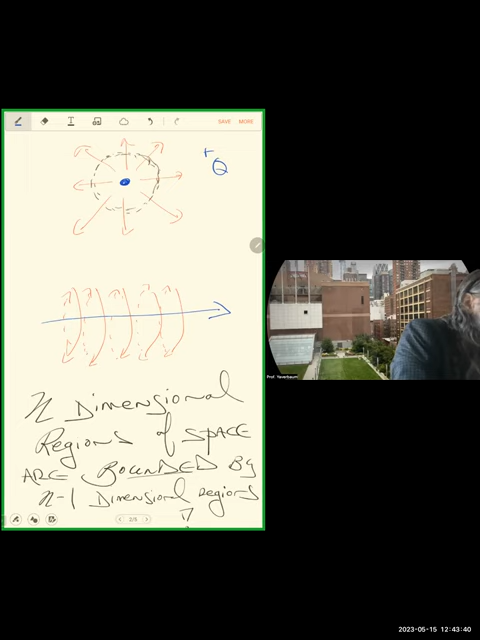 SAVE MORE
+
Q
n Dimensional
Regions of SPACE
ARE BOUNDED By
n-1 Dimensional regions
2/5
Prof. Yaverbaum
2023-05-15 12:43:40